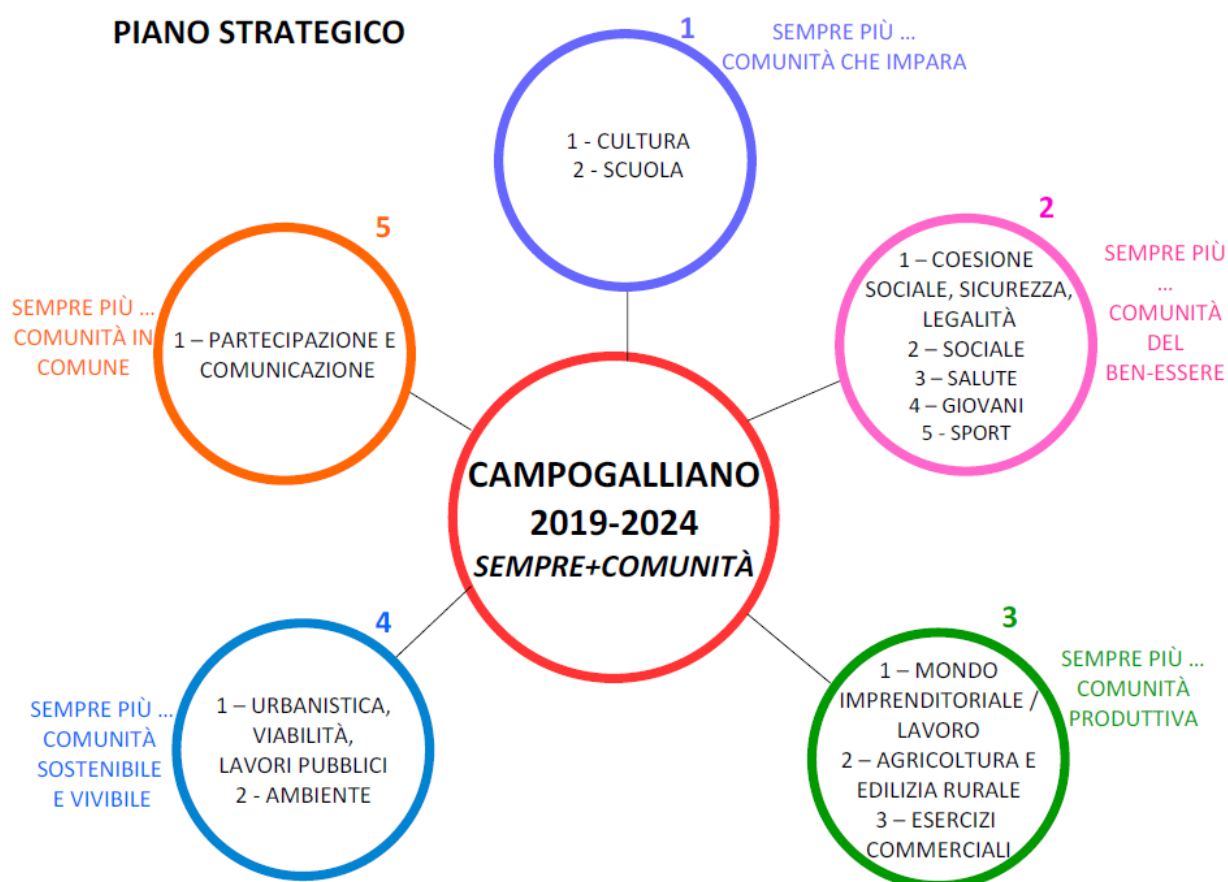 PIANO STRATEGICO
1
SEMPRE PIÙ ...
COMUNITÀ CHE IMPARA
1 - CULTURA
2 - SCUOLA
2
SEMPRE PIÙ
...
COMUNITÀ
DEL
BEN-ESSERE
1 – COESIONE
SOCIALE, SICUREZZA,
LEGALITÀ
2 – SOCIALE
3 – SALUTE
4 – GIOVANI
5 - SPORT
5
SEMPRE PIÙ ...
COMUNITÀ IN
COMUNE
1 – PARTECIPAZIONE E
COMUNICAZIONE
CAMPOGALLIANO
2019-2024
SEMPRE+COMUNITÀ
4
SEMPRE PIÙ ...
COMUNITÀ
SOSTENIBILE
E VIVIBILE
1 – URBANISTICA,
VIABILITÀ,
LAVORI PUBBLICI
2 - AMBIENTE
3
SEMPRE PIÙ ...
COMUNITÀ
PRODUTTIVA
1 – MONDO
IMPRENDITORIALE /
LAVORO
2 – AGRICOLTURA E
EDILIZIA RURALE
3 – ESERCIZI
COMMERCIALI